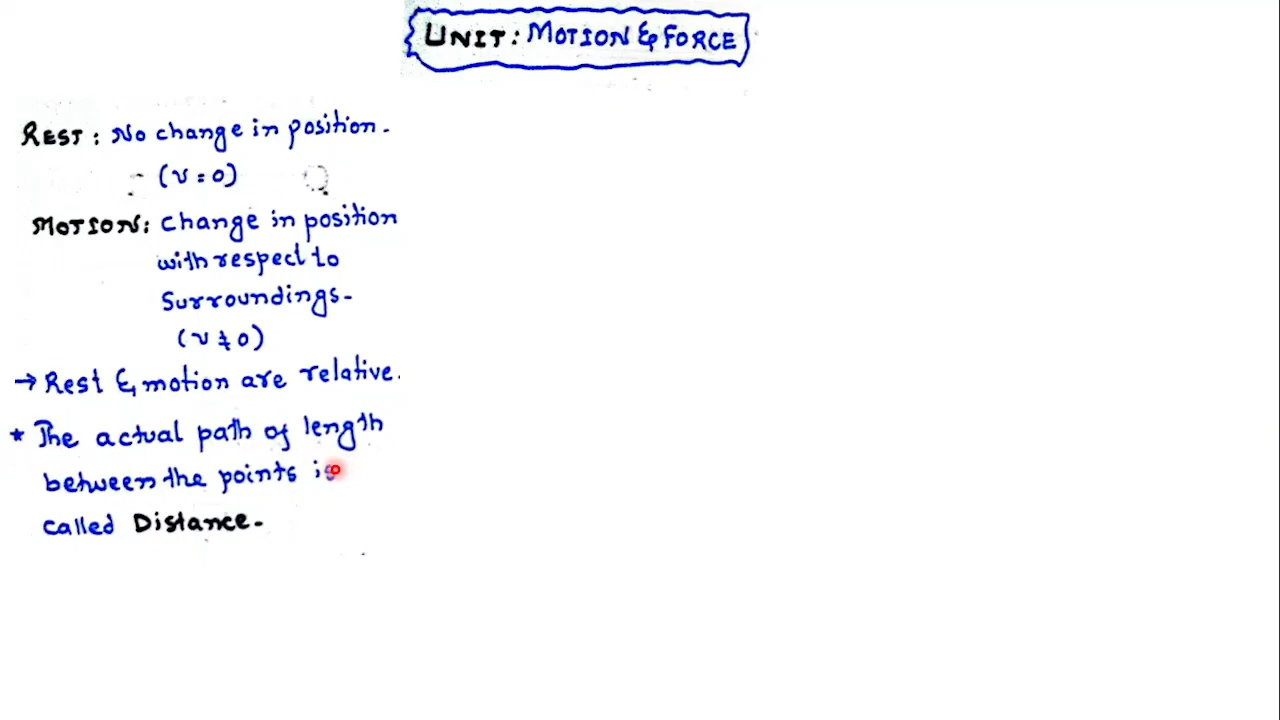 UNIT: MOTION & FORCE
REST: No change in position.
(v=0)
MOTION: Change in position
with respect to
Surroundings.
(v≠0)
→ Rest & motion are relative.
* The actual path of length
between the points is
called Distance.